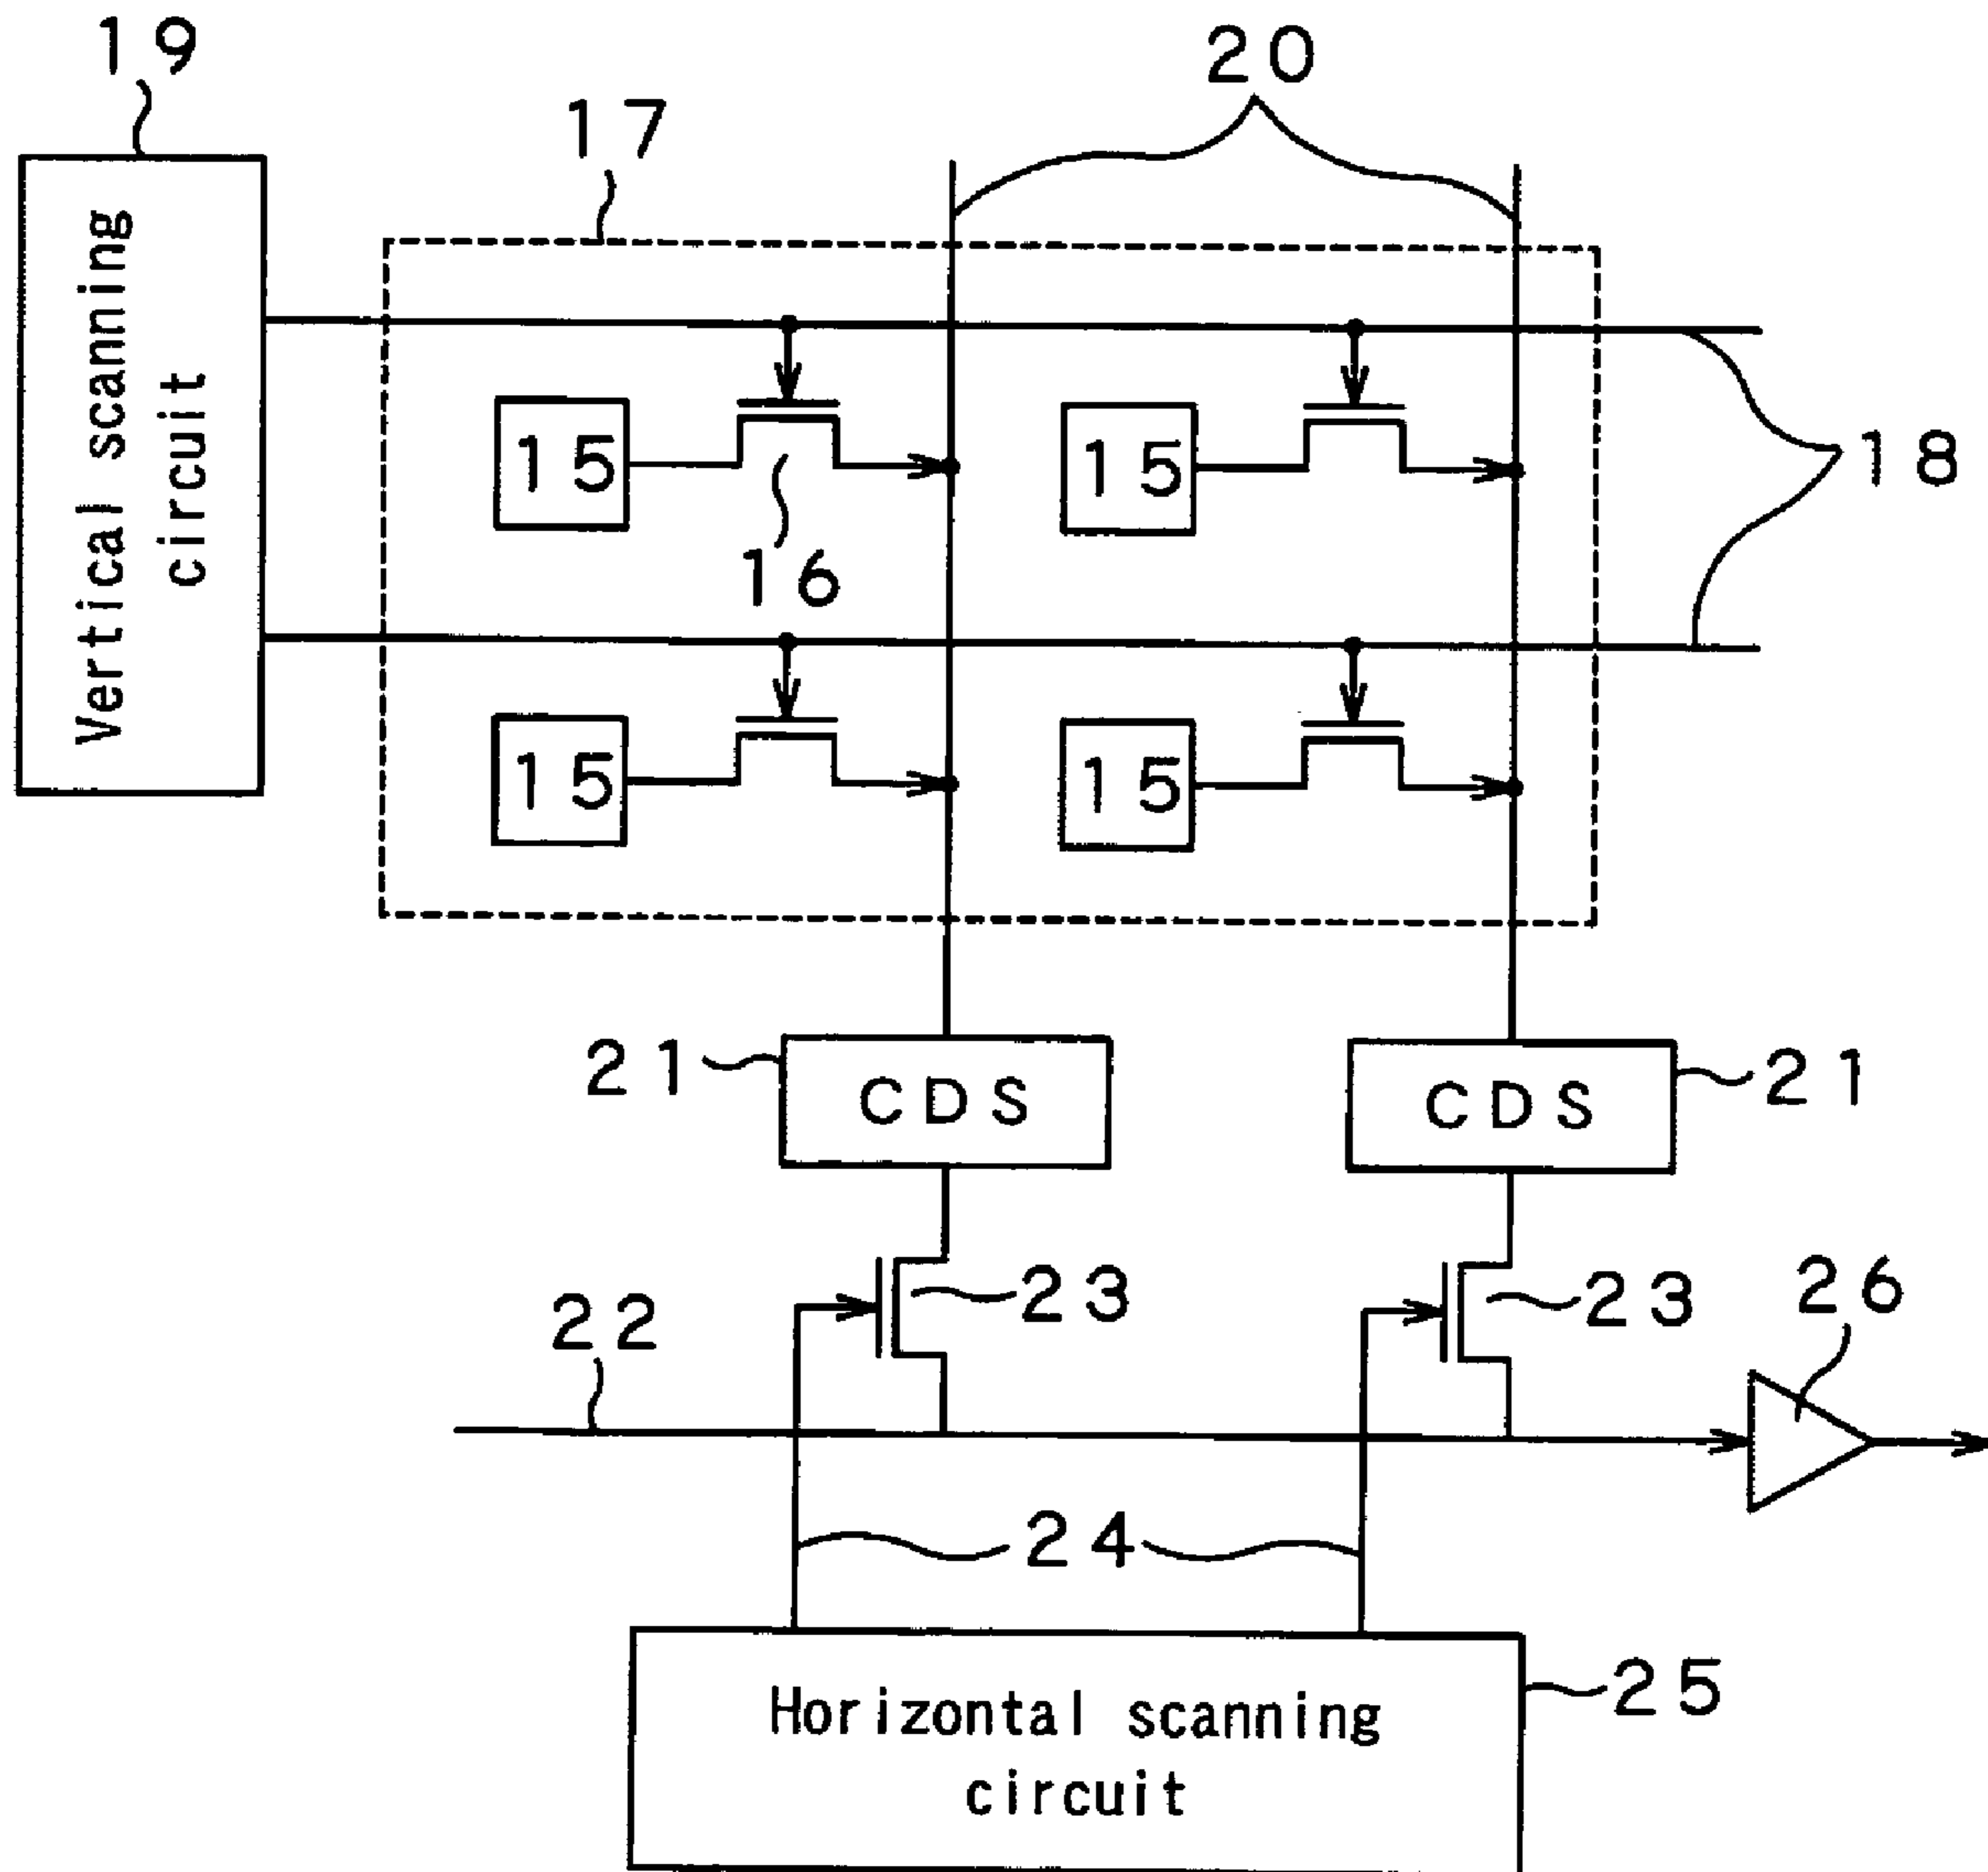 19
20
17
Vertical scanning
circuit
15
15
18
16
15
15
21
CDS
CDS
21
23
23
26
22
24
Horizontal scanning
circuit
25